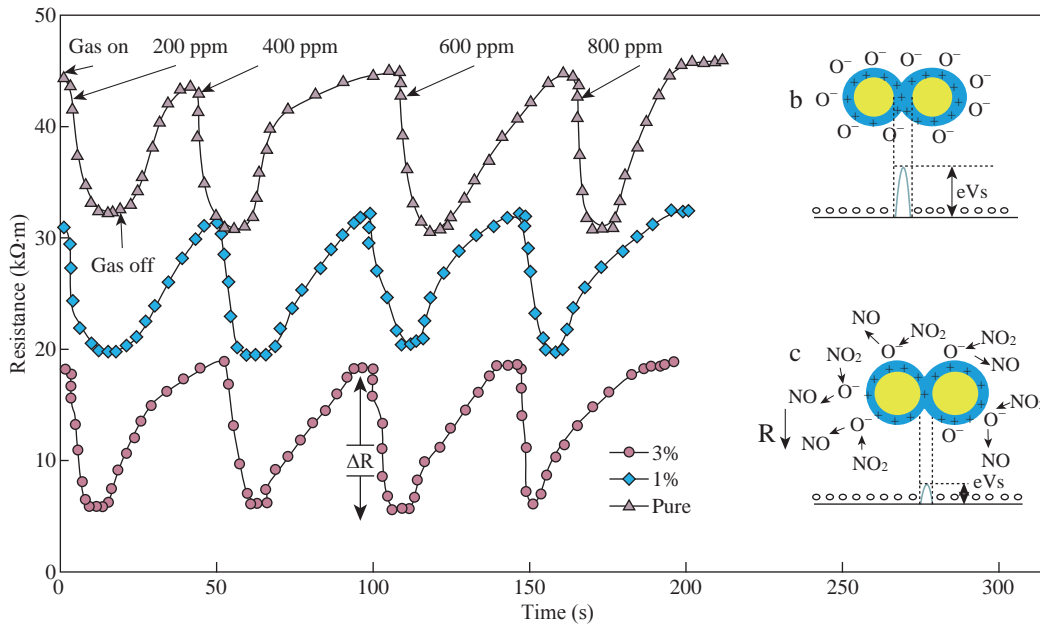 50
40
30
20
10
0
Resistance (kΩ·m)
0
50
100
150
200
250
300
Time (s)
Gas on
200 ppm
400 ppm
600 ppm
800 ppm
Gas off
ΔR
3%
1%
Pure
b
O⁻ O⁻ O⁻
O⁻ O⁻
O⁻ O⁻
O⁻ O⁻
O⁻ O⁻
+ + + + + + + + + + + + +
eVs
c
NO
NO₂
O⁻
O⁻
NO₂
NO
NO₂
O⁻
NO
O⁻
NO
NO₂
O⁻
O⁻
NO₂
NO
+ + + + + + + + + + + + +
R
eVs